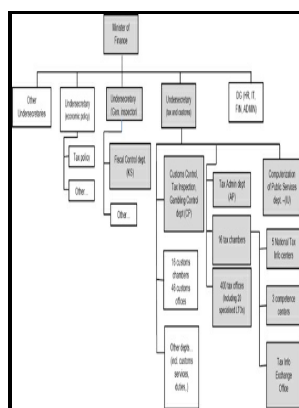 Minister of
Finance
Other
Undersecretaries
Undersecretary
(economic policy)
Undersecretary
(Gen. Inspector)
Undersecretary
(tax and customs)
DG (HR, IT,
FIN, ADMIN)
Tax policy
Other...
Fiscal Control dept.
(KS)
Other...
Customs Control,
Tax Inspection,
Gambling Control
dept (CP)
16 customs
chambers
46 customs
offices
Other depts...
(incl. customs
services,
duties,.)
Tax Admin dept
(AP)
16 tax chambers
400 tax offices
(including 20
specialised LTOs)
Computerization
of Public Services
dept. –(IU)
5 National Tax
Info centers
3 competence
centers
Tax Info
Exchange
Office